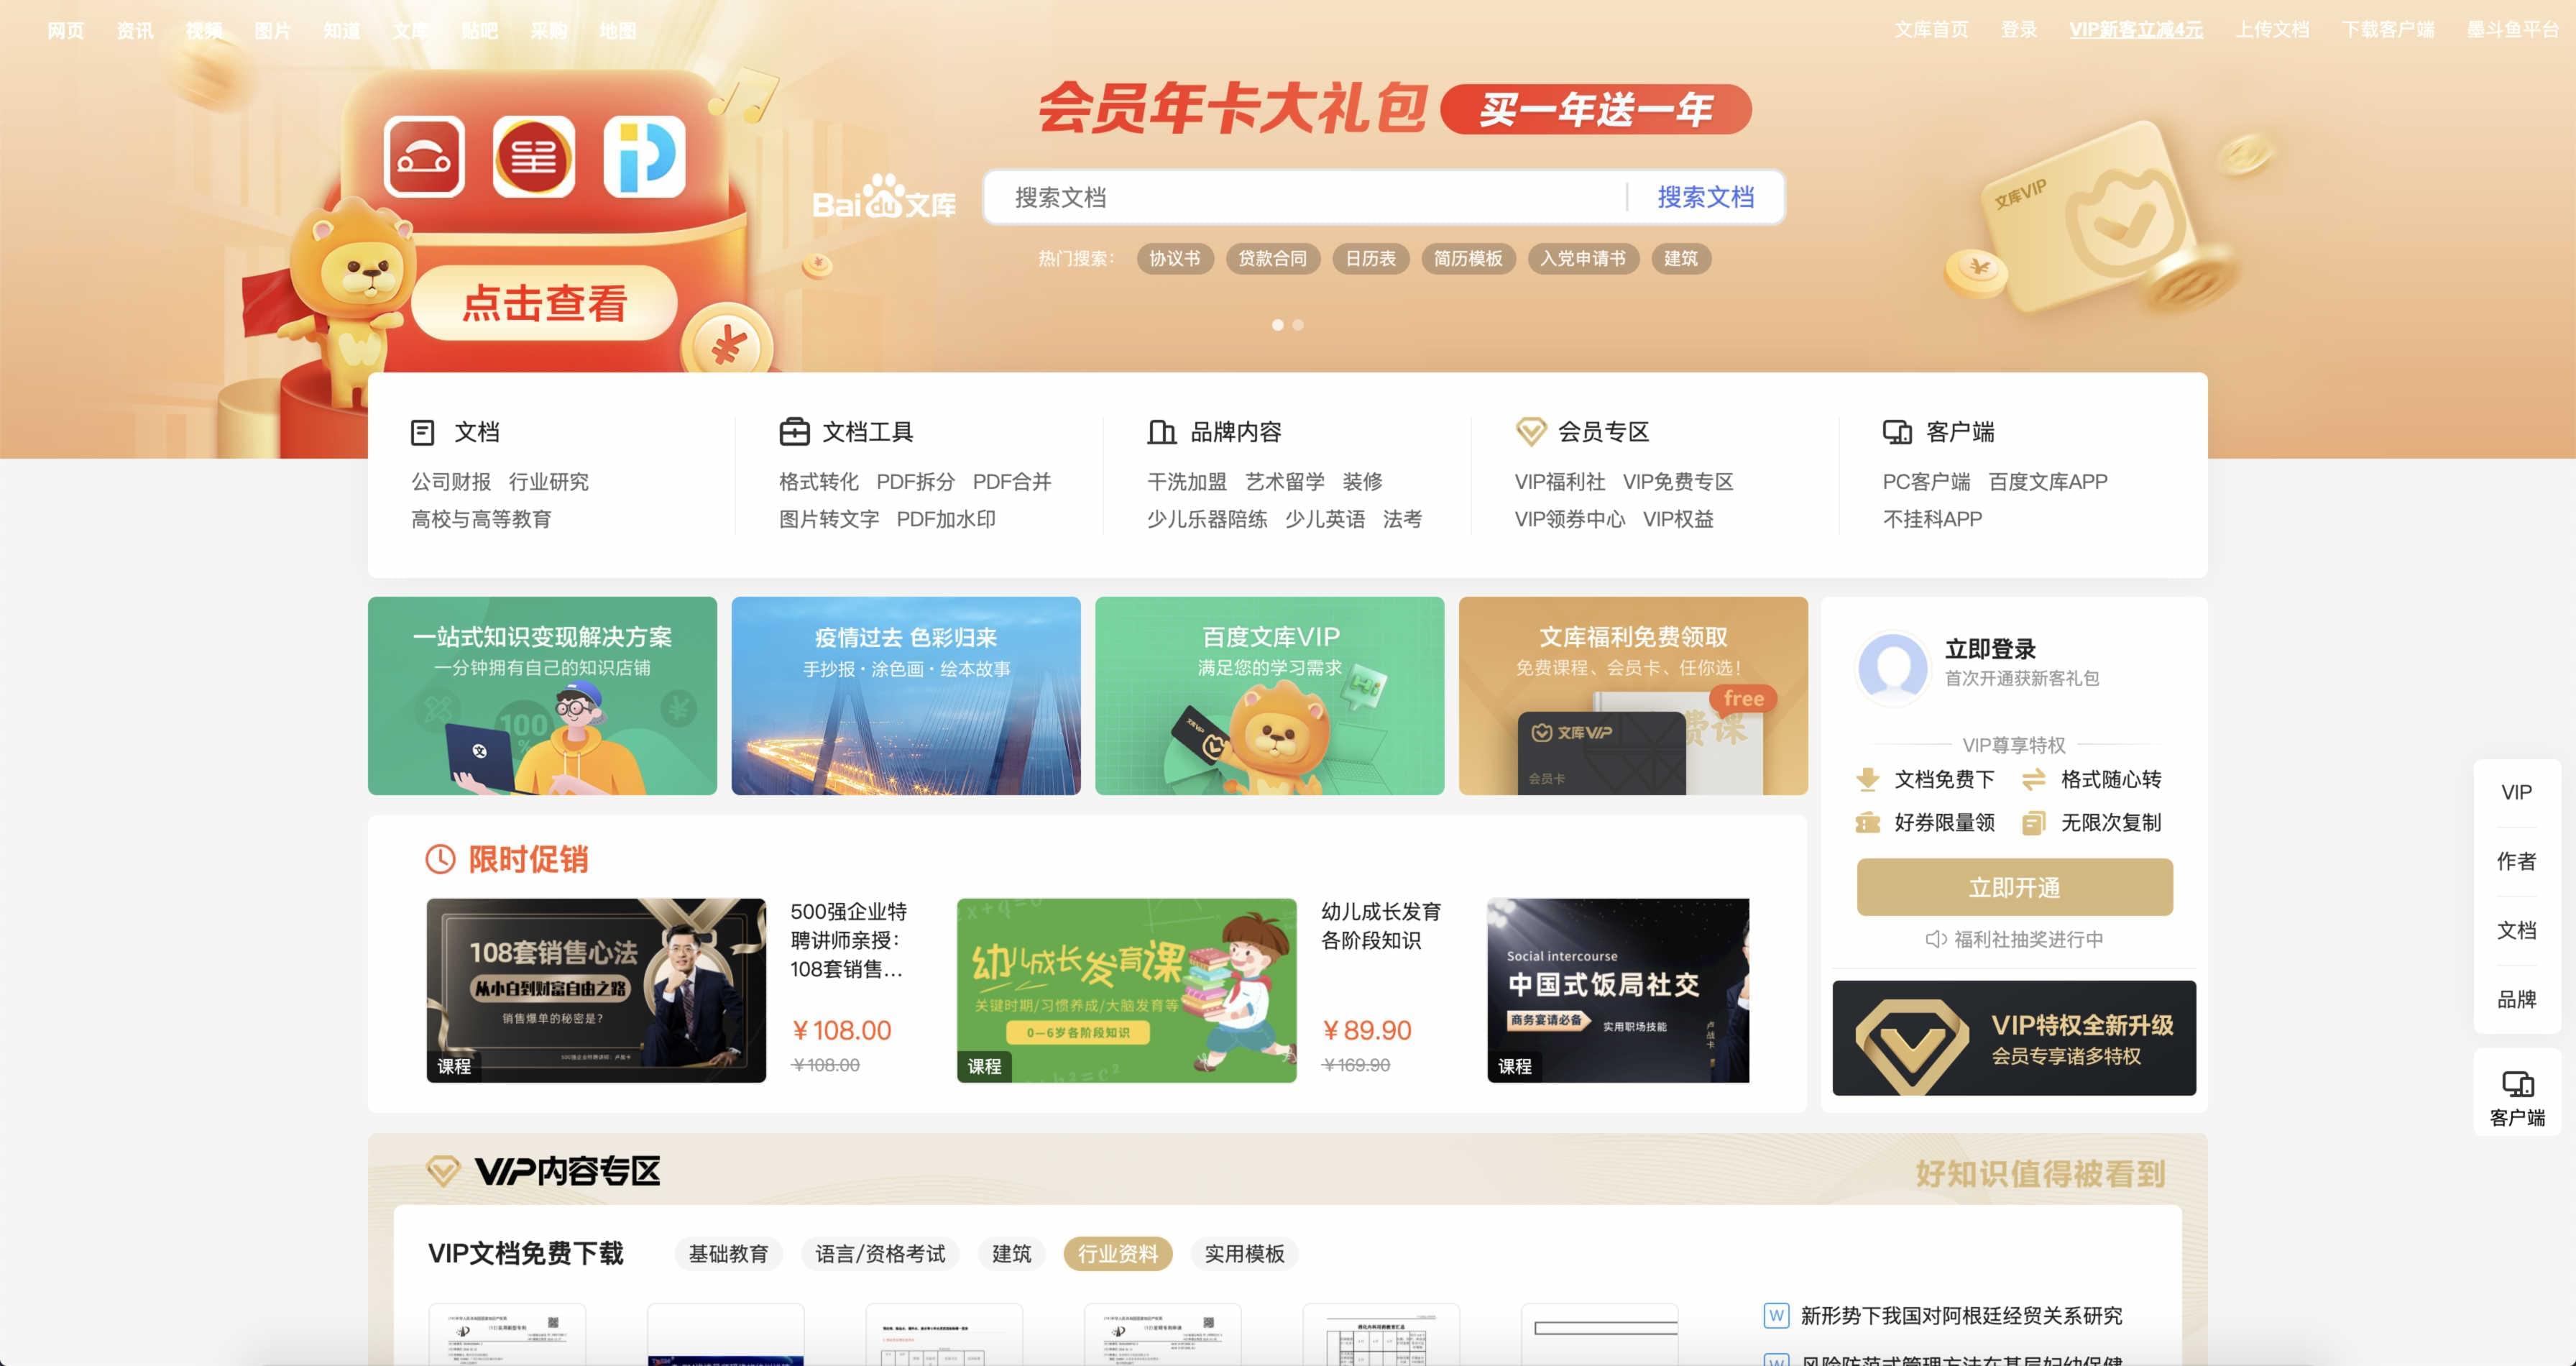 网页 资讯 视频 图片 知道 文库 贴吧 采购 地图
文库首页 登录 VIP新客立减4元 上传文档 下载客户端 墨斗鱼平台
会员年卡大礼包 买一年送一年
文库VIP
Bai du 文库 搜索文档 搜索文档
热门搜索： 协议书 贷款合同 日历表 简历模板 入党申请书 建筑
点击查看
文档 文档工具 品牌内容 会员专区 客户端
公司财报 行业研究 格式转化 PDF拆分 PDF合并 干洗加盟 艺术留学 装修 VIP福利社 VIP免费专区 PC客户端 百度文库APP
高校与高等教育 图片转文字 PDF加水印 少儿乐器陪练 少儿英语 法考 VIP领券中心 VIP权益 不挂科APP
一站式知识变现解决方案
一分钟拥有自己的知识店铺
100
%
文
疫情过去 色彩归来
手抄报·涂色画·绘本故事
百度文库VIP
满足您的学习需求
Hi
文库福利免费领取
免费课程、会员卡、任你选！
free
费课
文库VIP
会员卡
立即登录
首次开通获新客礼包
VIP尊享特权
文档免费下 格式随心转
好券限量领 无限次复制
立即开通
福利社抽奖进行中
VIP特权全新升级
会员专享诸多特权
VIP
作者
文档
品牌
客户端
限时促销
108套销售心法
从小白到财富自由之路
销售爆单的秘密是？
课程
500强企业特
聘讲师亲授：
108套销售...
￥108.00
￥108.00
幼儿成长发育课
关键时期/习惯养成/大脑发育等
0—6岁各阶段知识
课程
幼儿成长发育
各阶段知识
￥89.90
￥169.90
Social intercourse
中国式饭局社交
商务宴请必备 实用职场技能
课程
VIP内容专区 好知识值得被看到
VIP文档免费下载 基础教育 语言/资格考试 建筑 行业资料 实用模板
W 新形势下我国对阿根廷经贸关系研究
W 风险防范式管理方法在基层妇幼保健